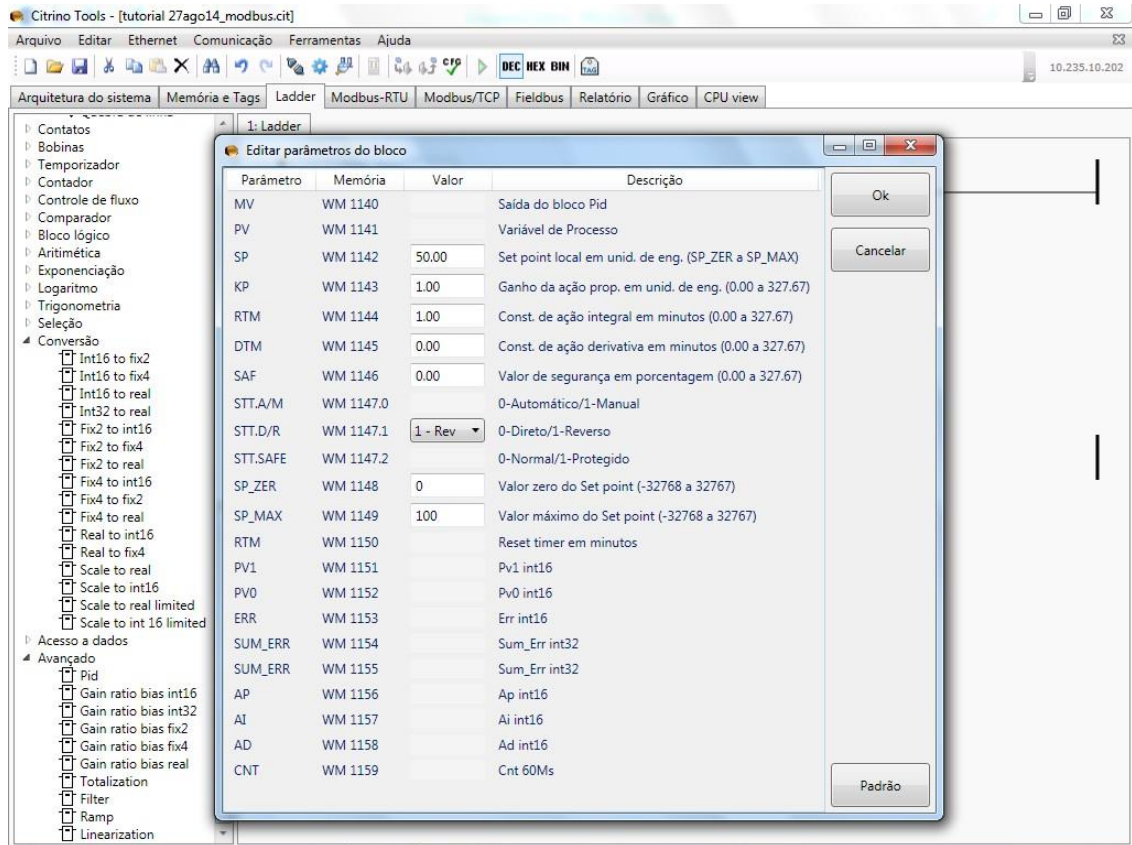 Citrino Tools - [tutorial 27ago14_modbus.cit]
Arquivo Editar Ethernet Comunicação Ferramentas Ajuda
CFG DEC HEX BIN TAG 10.235.10.202
Arquitetura do sistema Memória e Tags Ladder Modbus-RTU Modbus/TCP Fieldbus Relatório Gráfico CPU view
Contatos
Bobinas
Temporizador
Contador
Controle de fluxo
Comparador
Bloco lógico
Aritimética
Exponenciação
Logaritmo
Trigonometria
Seleção
Conversão
Int16 to fix2
Int16 to fix4
Int16 to real
Int32 to real
Fix2 to int16
Fix2 to fix4
Fix2 to real
Fix4 to int16
Fix4 to fix2
Fix4 to real
Real to int16
Real to fix4
Scale to real
Scale to int16
Scale to real limited
Scale to int 16 limited
Acesso a dados
Avançado
Pid
Gain ratio bias int16
Gain ratio bias int32
Gain ratio bias fix2
Gain ratio bias fix4
Gain ratio bias real
Totalization
Filter
Ramp
Linearization
1: Ladder
Editar parâmetros do bloco
Parámetro Memória Valor Descrição
MV WM 1140 Saída do bloco Pid
PV WM 1141 Variável de Processo
SP WM 1142 50.00 Set point local em unid. de eng. (SP_ZER a SP_MAX)
KP WM 1143 1.00 Ganho da ação prop. em unid. de eng. (0.00 a 327.67)
RTM WM 1144 1.00 Const. de ação integral em minutos (0.00 a 327.67)
DTM WM 1145 0.00 Const. de ação derivativa em minutos (0.00 a 327.67)
SAF WM 1146 0.00 Valor de segurança em porcentagem (0.00 a 327.67)
STT.A/M WM 1147.0 0-Automático/1-Manual
STT.D/R WM 1147.1 1 - Rev 0-Direto/1-Reverso
STT.SAFE WM 1147.2 0-Normal/1-Protegido
SP_ZER WM 1148 0 Valor zero do Set point (-32768 a 32767)
SP_MAX WM 1149 100 Valor máximo do Set point (-32768 a 32767)
RTM WM 1150 Reset timer em minutos
PV1 WM 1151 Pv1 int16
PV0 WM 1152 Pv0 int16
ERR WM 1153 Err int16
SUM_ERR WM 1154 Sum_Err int32
SUM_ERR WM 1155 Sum_Err int32
AP WM 1156 Ap int16
AI WM 1157 Ai int16
AD WM 1158 Ad int16
CNT WM 1159 Cnt 60Ms
Ok
Cancelar
Padrão